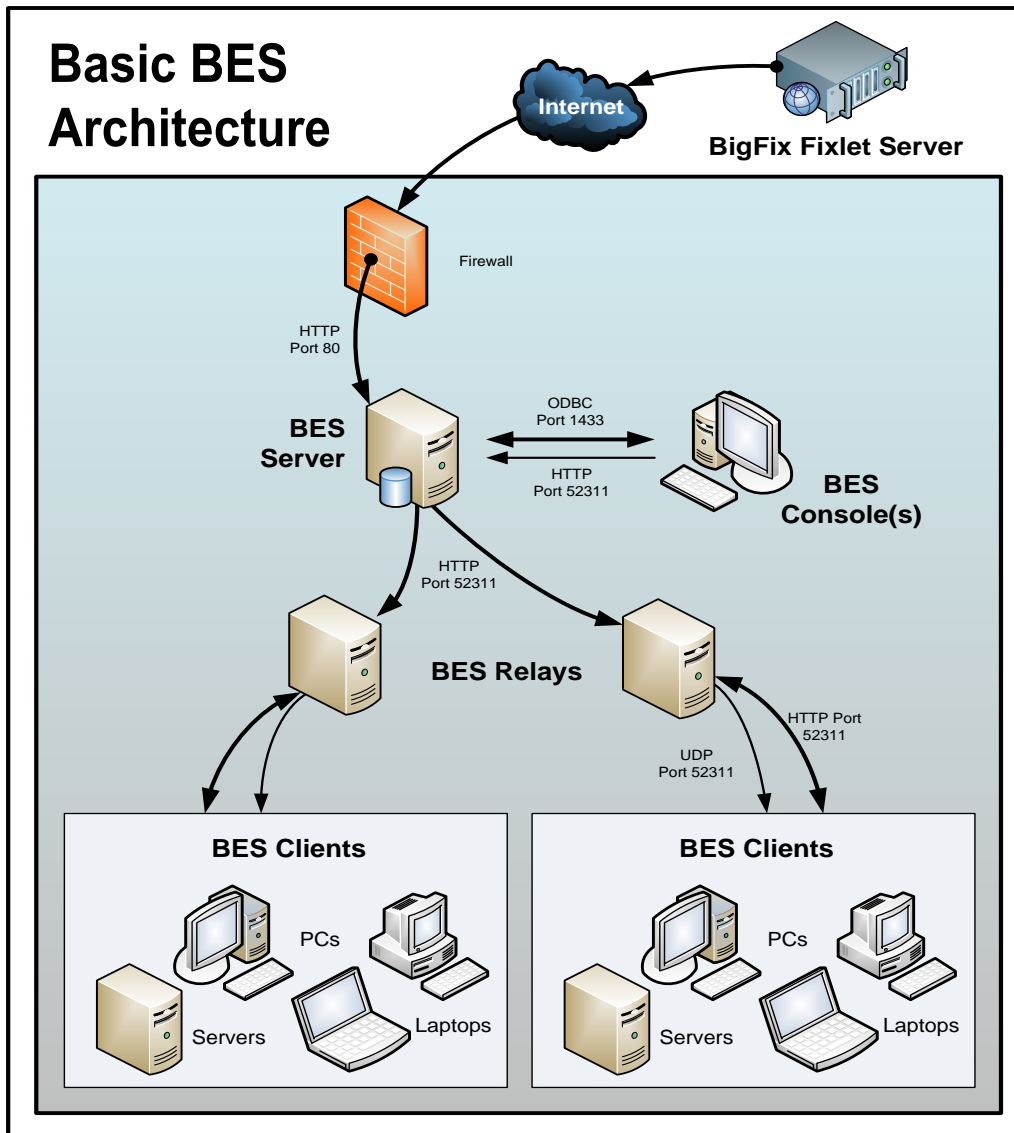 Basic BES
Architecture
Internet
BigFix Fixlet Server
Firewall
HTTP
Port 80
BES
Server
ODBC
Port 1433
HTTP
Port 52311
BES
Console(s)
HTTP
Port 52311
BES Relays
HTTP Port
52311
UDP
Port 52311
BES Clients
PCs
Servers
Laptops
BES Clients
PCs
Servers
Laptops